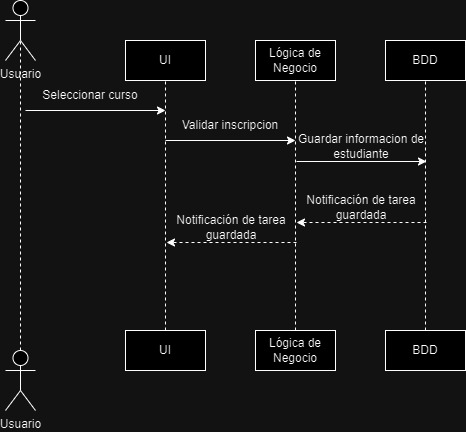 Usuario
UI
Lógica de
Negocio
BDD
Seleccionar curso
Validar inscripcion
Guardar informacion de
estudiante
Notificación de tarea
guardada
Notificación de tarea
guardada
UI
Lógica de
Negocio
BDD
Usuario